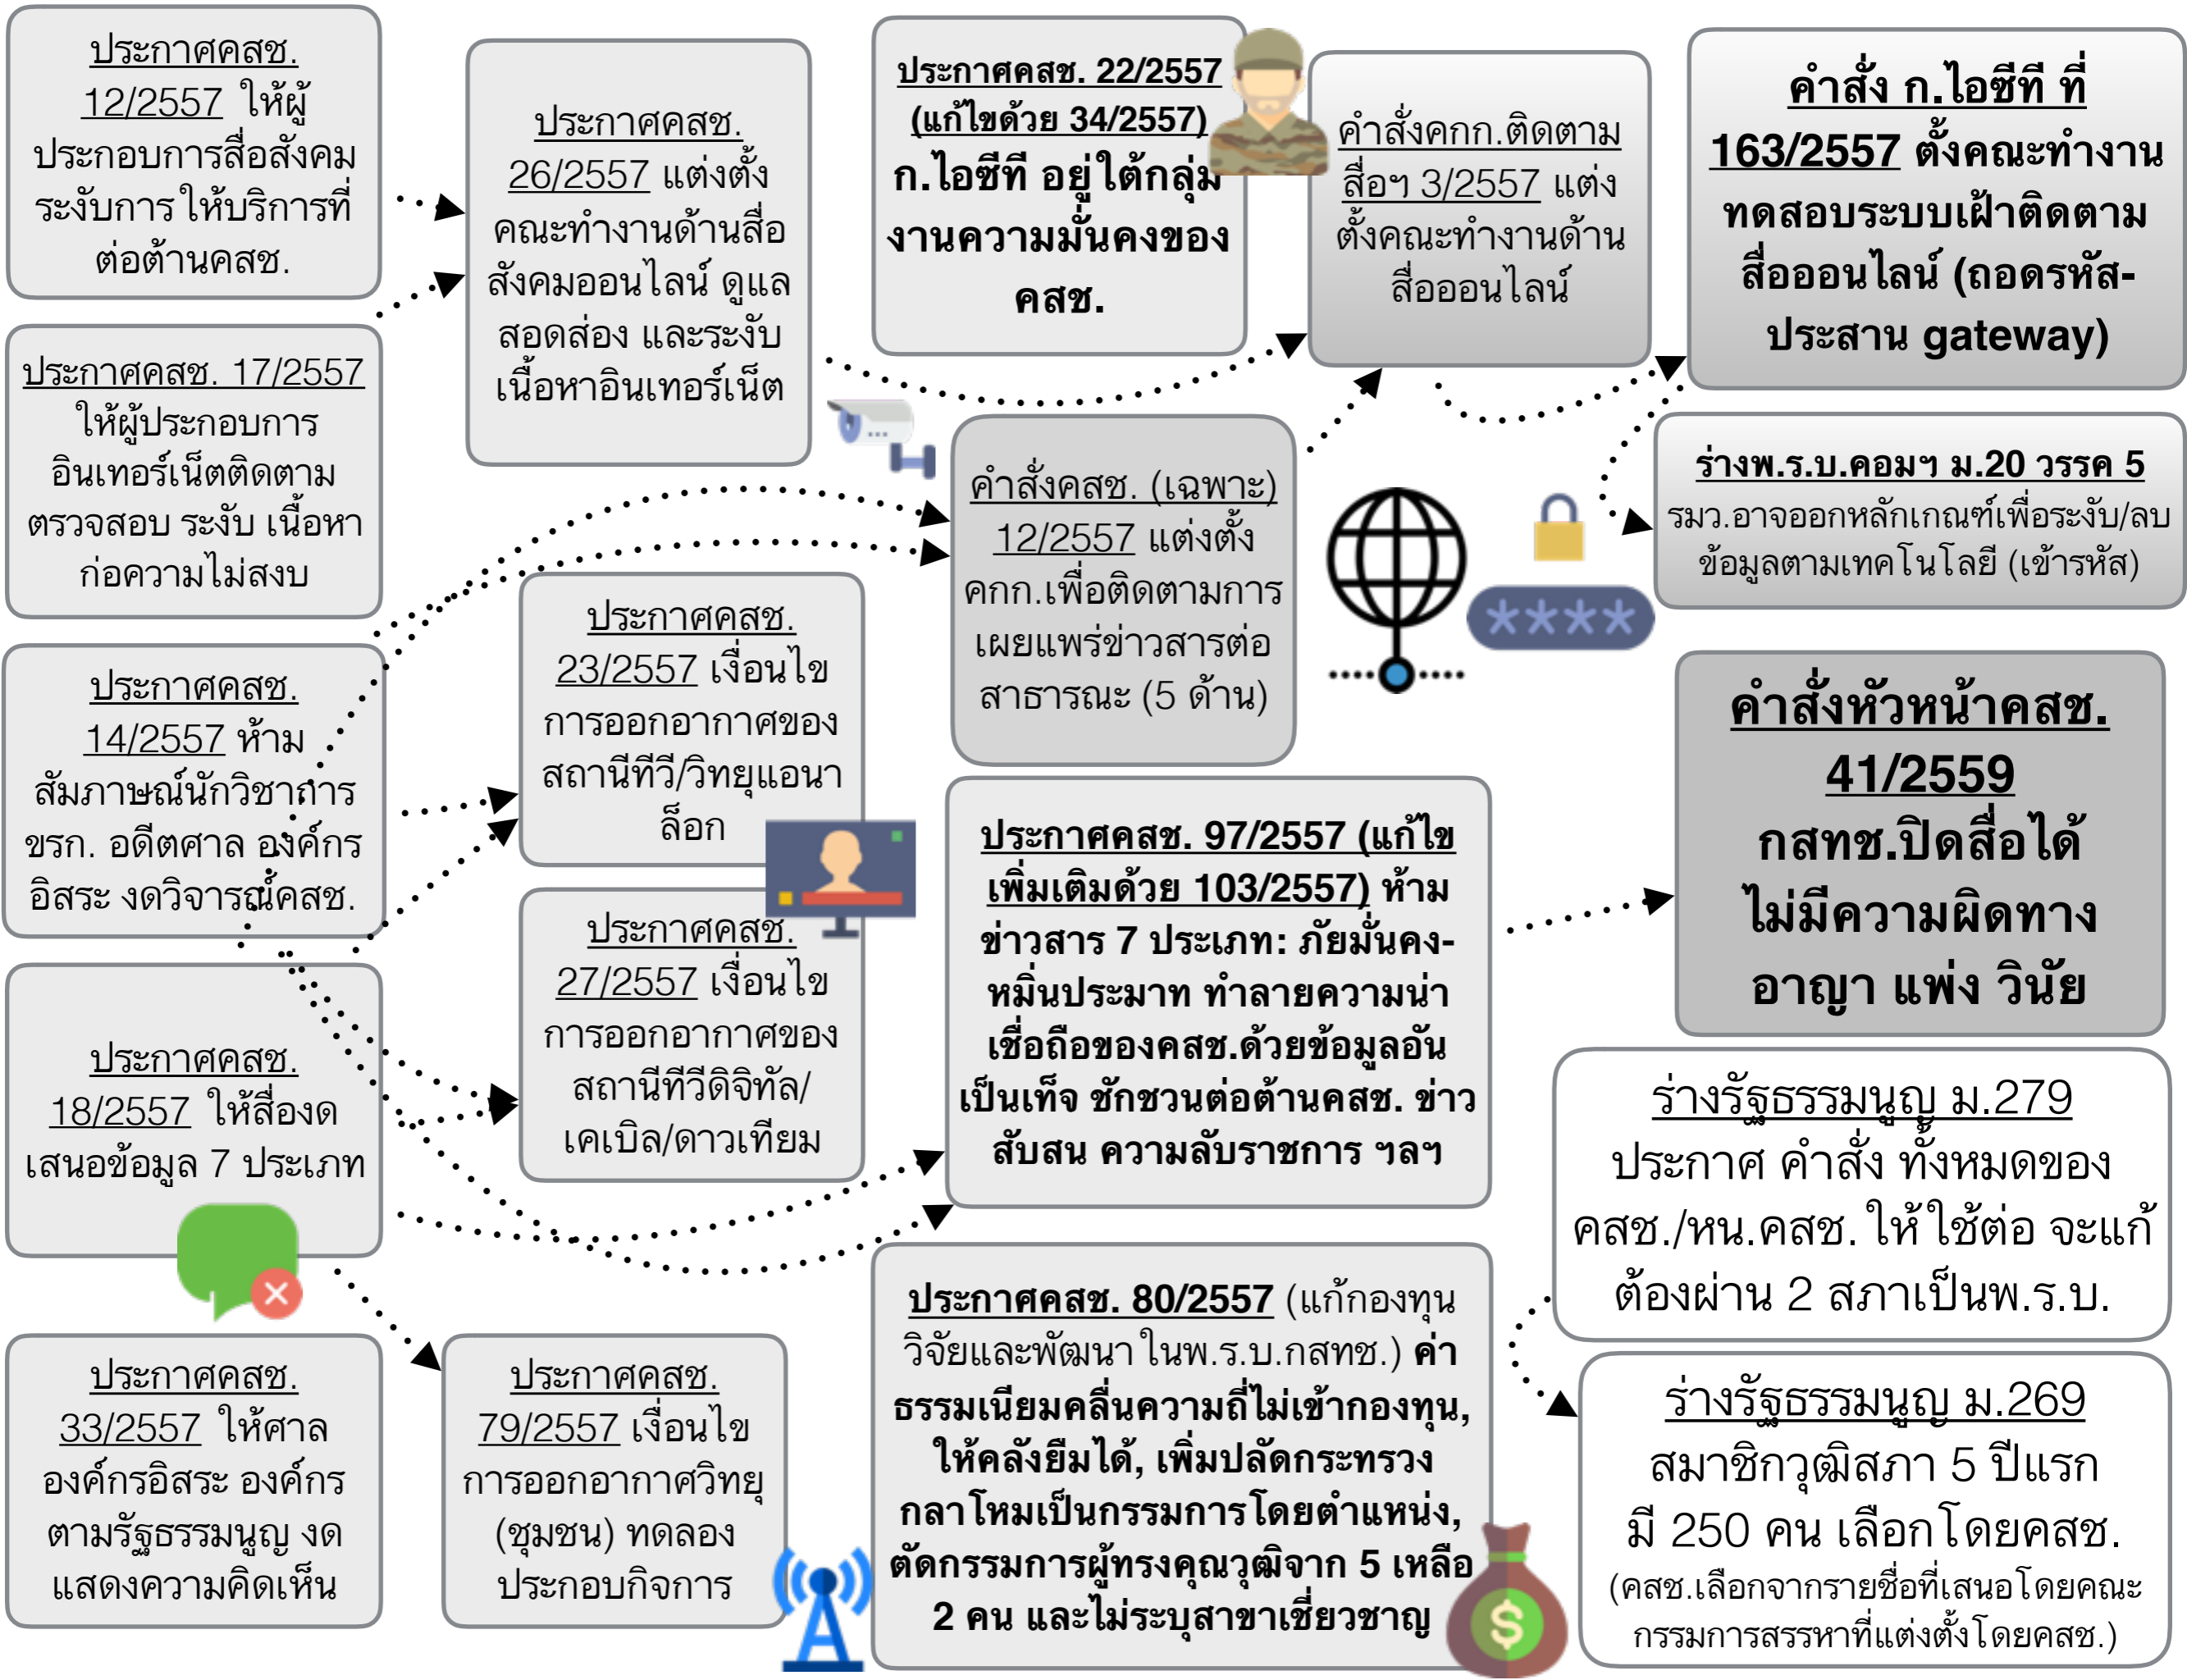 ประกาศคสช.
12/2557 ให้ผู้
ประกอบการสื่อสังคม
ระงับการให้บริการที่
ต่อต้านคสช.
ประกาศคสช. 17/2557
ให้ผู้ประกอบการ
อินเทอร์เน็ตติดตาม
ตรวจสอบ ระงับ เนื้อหา
ก่อความไม่สงบ
ประกาศคสช.
14/2557 ห้าม
สัมภาษณ์นักวิชาการ
ขรก. อดีตศาล องค์กร
อิสระ งดวิจารณ์คสช.
ประกาศคสช.
18/2557 ให้สื่องด
เสนอข้อมูล 7 ประเภท
ประกาศคสช.
33/2557 ให้ศาล
องค์กรอิสระ องค์กร
ตามรัฐธรรมนูญ งด
แสดงความคิดเห็น
ประกาศคสช.
26/2557 แต่งตั้ง
คณะทำงานด้านสื่อ
สังคมออนไลน์ ดูแล
สอดส่อง และระงับ
เนื้อหาอินเทอร์เน็ต
ประกาศคสช.
23/2557 เงื่อนไข
การออกอากาศของ
สถานีทีวี/วิทยุแอนา
ล็อก
ประกาศคสช.
27/2557 เงื่อนไข
การออกอากาศของ
สถานีทีวีดิจิทัล/
เคเบิล/ดาวเทียม
ประกาศคสช.
79/2557 เงื่อนไข
การออกอากาศวิทยุ
(ชุมชน) ทดลอง
ประกอบกิจการ
ประกาศคสช. 22/2557
(แก้ไขด้วย 34/2557)
ก.ไอซีที อยู่ใต้กลุ่ม
งานความมั่นคงของ
คสช.
คำสั่งคสช. (เฉพาะ)
12/2557 แต่งตั้ง
คกก.เพื่อติดตามการ
เผยแพร่ข่าวสารต่อ
สาธารณะ (5 ด้าน)
ประกาศคสช. 97/2557 (แก้ไข
เพิ่มเติมด้วย 103/2557) ห้าม
ข่าวสาร 7 ประเภท: ภัยมั่นคง-
หมิ่นประมาท ทำลายความน่า
เชื่อถือของคสช.ด้วยข้อมูลอัน
เป็นเท็จ ชักชวนต่อต้านคสช. ข่าว
สับสน ความลับราชการ ฯลฯ
ประกาศคสช. 80/2557 (แก้กองทุน
วิจัยและพัฒนาในพ.ร.บ.กสทช.) ค่า
ธรรมเนียมคลื่นความถี่ไม่เข้ากองทุน,
ให้คลังยืมได้, เพิ่มปลัดกระทรวง
กลาโหมเป็นกรรมการโดยตำแหน่ง,
ตัดกรรมการผู้ทรงคุณวุฒิจาก 5 เหลือ
2 คน และไม่ระบุสาขาเชี่ยวชาญ
คำสั่งคกก.ติดตาม
สื่อฯ 3/2557 แต่ง
ตั้งคณะทำงานด้าน
สื่อออนไลน์
คำสั่ง ก.ไอซีที ที่
163/2557 ตั้งคณะทำงาน
ทดสอบระบบเฝ้าติดตาม
สื่อออนไลน์ (ถอดรหัส-
ประสาน gateway)
ร่างพ.ร.บ.คอมฯ ม.20 วรรค 5
รมว.อาจออกหลักเกณฑ์เพื่อระงับ/ลบ
ข้อมูลตามเทคโนโลยี (เข้ารหัส)
****
คำสั่งหัวหน้าคสช.
41/2559
กสทช.ปิดสื่อได้
ไม่มีความผิดทาง
อาญา แพ่ง วินัย
ร่างรัฐธรรมนูญ ม.279
ประกาศ คำสั่ง ทั้งหมดของ
คสช./หน.คสช. ให้ใช้ต่อ จะแก้
ต้องผ่าน 2 สภาเป็นพ.ร.บ.
ร่างรัฐธรรมนูญ ม.269
สมาชิกวุฒิสภา 5 ปีแรก
มี 250 คน เลือกโดยคสช.
(คสช.เลือกจากรายชื่อที่เสนอโดยคณะ
กรรมการสรรหาที่แต่งตั้งโดยคสช.)